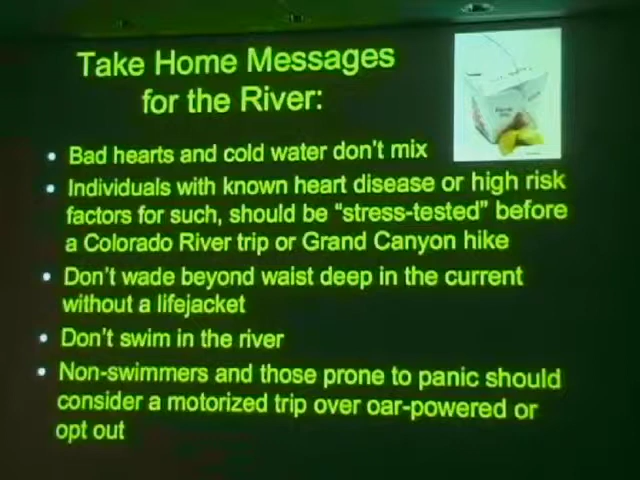 Take Home Messages
for the River:
• Bad hearts and cold water don't mix
• Individuals with known heart disease or high risk
factors for such, should be "stress-tested" before
a Colorado River trip or Grand Canyon hike
• Don't wade beyond waist deep in the current
without a lifejacket
• Don't swim in the river
• Non-swimmers and those prone to panic should
consider a motorized trip over oar-powered or
opt out